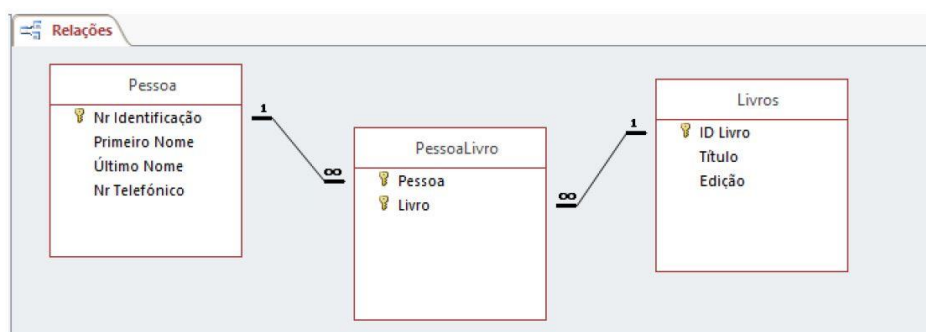 Relações
Pessoa
Nr Identificação
Primeiro Nome
Último Nome
Nr Telefónico
1
∞
PessoaLivro
Pessoa
Livro
∞
1
Livros
ID Livro
Título
Edição